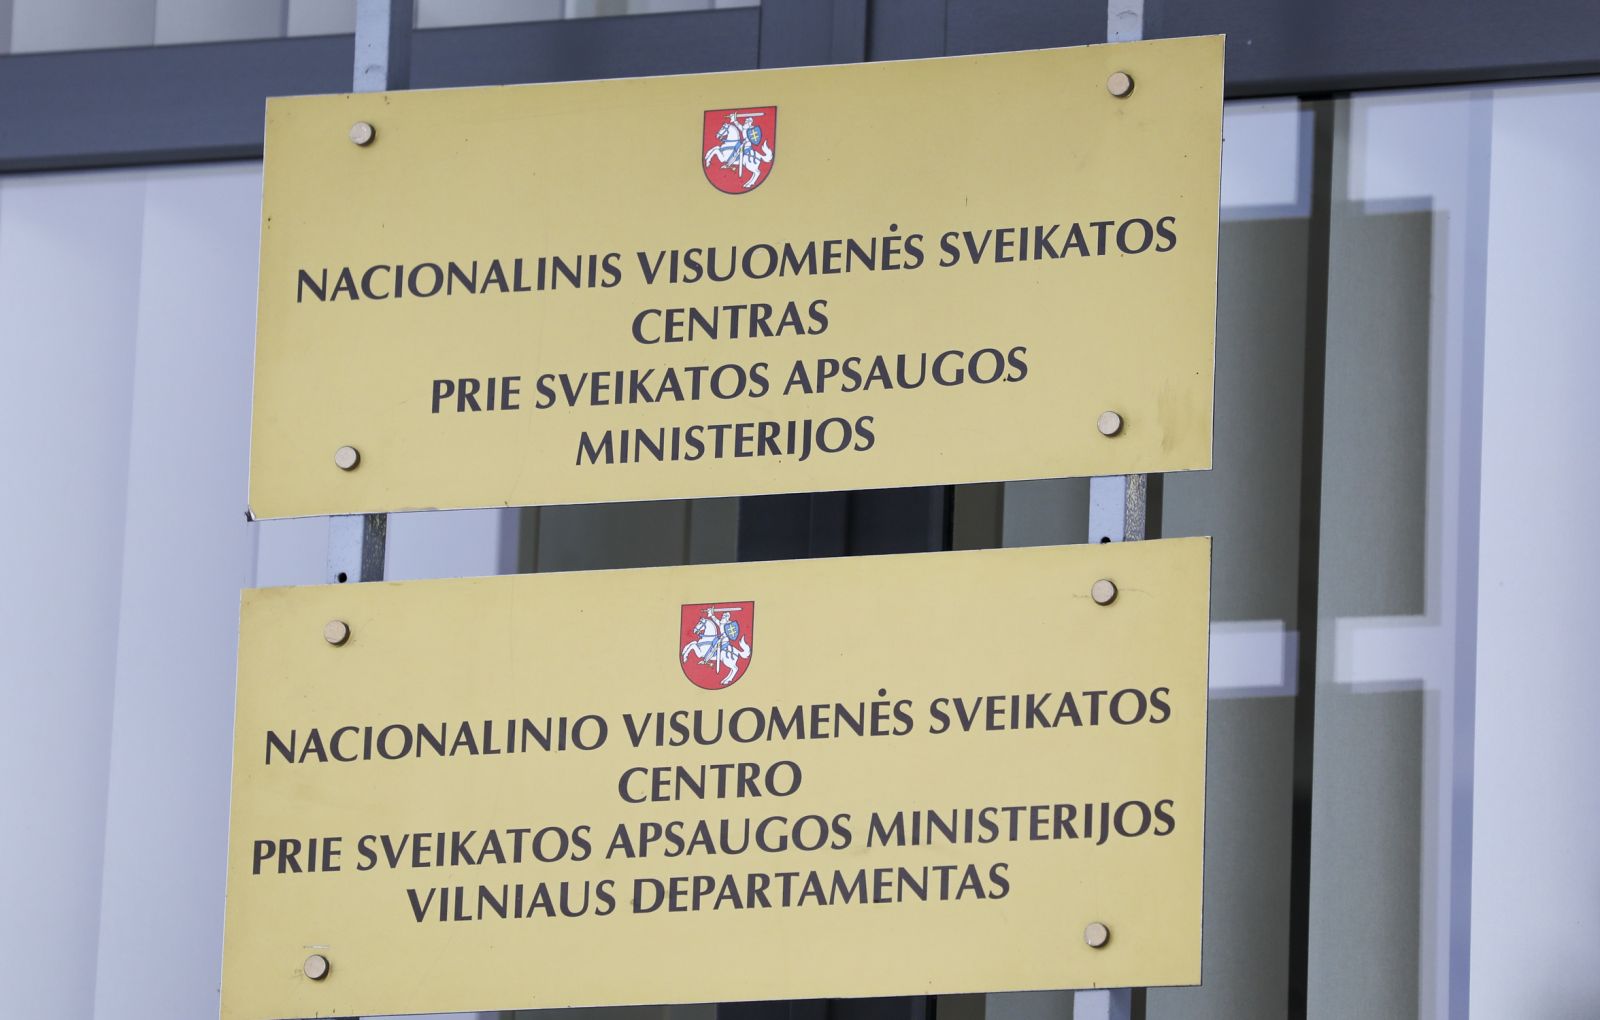 NACIONALINIS VISUOMENĖS SVEIKATOS
CENTRAS
PRIE SVEIKATOS APSAUGOS
MINISTERIJOS
NACIONALINIO VISUOMENĖS SVEIKATOS
CENTRO
PRIE SVEIKATOS APSAUGOS MINISTERIJOS
VILNIAUS DEPARTAMENTAS